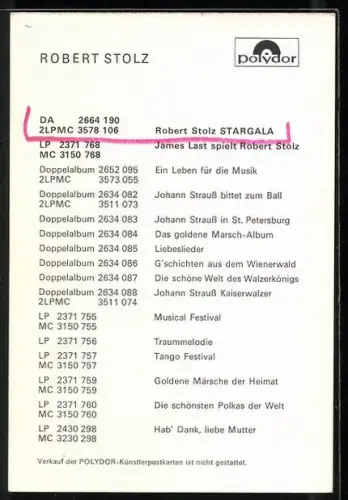 ROBERT STOLZ
polydor
DA 2664 190
2LPMC 3578 106 Robert Stolz STARGALA
LP 2371 768 James Last spielt Robert Stolz
MC 3150 768
Doppelalbum 2652 095 Ein Leben für die Musik
2LPMC 3573 055
Doppelalbum 2634 082 Johann Strauß bittet zum Ball
2LPMC 3511 073
Doppelalbum 2634 083 Johann Strauß in St. Petersburg
Doppelalbum 2634 084 Das goldene Marsch-Album
Doppelalbum 2634 085 Liebeslieder
Doppelalbum 2634 086 G'schichten aus dem Wienerwald
Doppelalbum 2634 087 Die schöne Welt des Walzerkönigs
Doppelalbum 2634 088 Johann Strauß Kaiserwalzer
2LPMC 3511 074
LP 2371 755 Musical Festival
MC 3150 755
LP 2371 756 Traummelodie
LP 2371 757 Tango Festival
MC 3150 757
LP 2371 759 Goldene Märsche der Heimat
MC 3150 759
LP 2371 760 Die schönsten Polkas der Welt
MC 3150 760
LP 2430 298 Hab' Dank, liebe Mutter
MC 3230 298
Verkauf der POLYDOR-Künstlerpostkarten ist nicht gestattet.